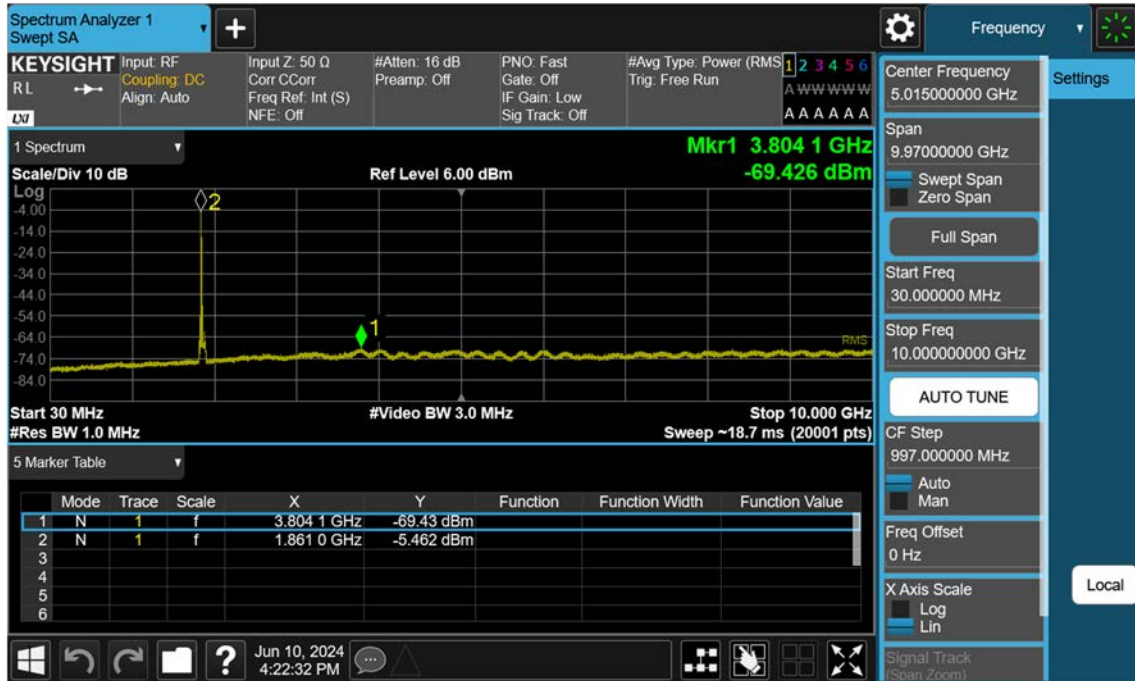 Spectrum Analyzer 1
Swept SA
Frequency
KEYSIGHT
R L
LXI
Input: RF
Coupling: DC
Align: Auto
Input Z: 50 Ω
Corr CCorr
Freq Ref: Int (S)
NFE: Off
#Atten: 16 dB
Preamp: Off
PNO: Fast
Gate: Off
IF Gain: Low
Sig Track: Off
#Avg Type: Power (RMS
Trig: Free Run
1 2 3 4 5 6
A W W W W W
A A A A A A
1 Spectrum
Mkr1 3.804 1 GHz
-69.426 dBm
Scale/Div 10 dB
Ref Level 6.00 dBm
Log
2
-4.00
-14.0
-24.0
-34.0
-44.0
-54.0
1
-64.0
RMS
-74.0
-84.0
Start 30 MHz
#Video BW 3.0 MHz
Stop 10.000 GHz
#Res BW 1.0 MHz
Sweep ~18.7 ms (20001 pts)
5 Marker Table
Mode Trace Scale X Y Function Function Width Function Value
1 N 1 f 3.804 1 GHz -69.43 dBm
2 N 1 f 1.861 0 GHz -5.462 dBm
3
4
5
6
?
Jun 10, 2024
4:22:32 PM
Center Frequency
5.015000000 GHz
Span
9.97000000 GHz
Swept Span
Zero Span
Full Span
Start Freq
30.000000 MHz
Stop Freq
10.000000000 GHz
AUTO TUNE
CF Step
997.000000 MHz
Auto
Man
Freq Offset
0 Hz
X Axis Scale
Log
Lin
Signal Track
(Span Zoom)
Settings
Local